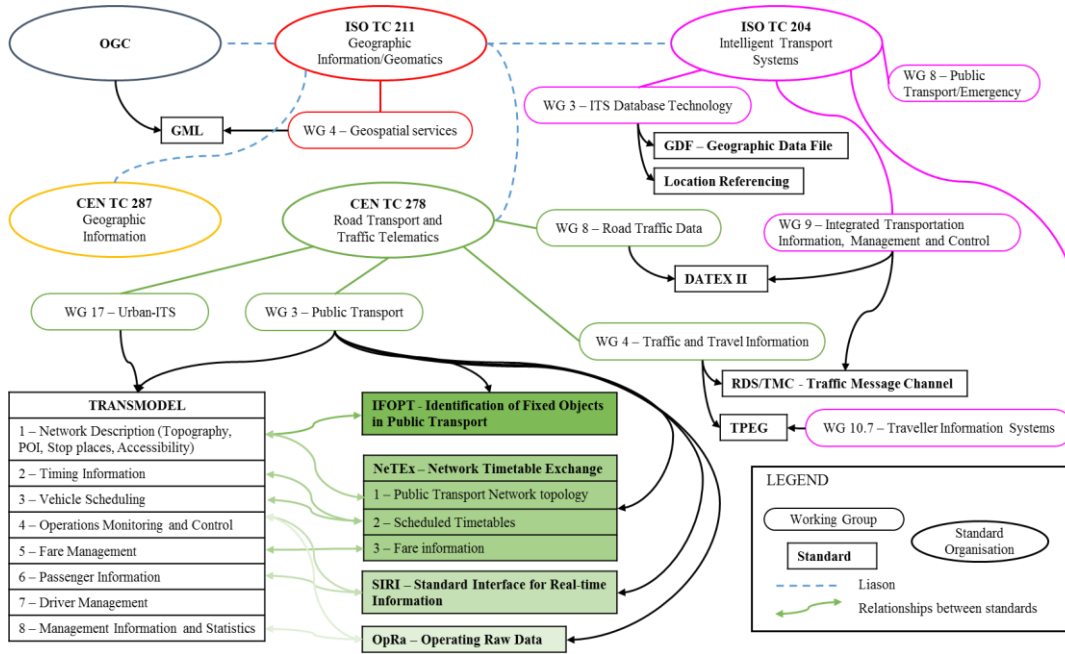 OGC
ISO TC 211
Geographic
Information/Geomatics
ISO TC 204
Intelligent Transport
Systems
WG 8 – Public
Transport/Emergency
WG 3 – ITS Database Technology
GML
WG 4 – Geospatial services
GDF – Geographic Data File
Location Referencing
CEN TC 287
Geographic
Information
CEN TC 278
Road Transport and
Traffic Telematics
WG 8 – Road Traffic Data
WG 9 – Integrated Transportation
Information, Management and Control
DATEX II
WG 17 – Urban-ITS
WG 3 – Public Transport
WG 4 – Traffic and Travel Information
RDS/TMC - Traffic Message Channel
TPEG
WG 10.7 – Traveller Information Systems
TRANSMODEL
1 – Network Description (Topography,
POI, Stop places, Accessibility)
2 – Timing Information
3 – Vehicle Scheduling
4 – Operations Monitoring and Control
5 – Fare Management
6 – Passenger Information
7 – Driver Management
8 – Management Information and Statistics
IFOPT - Identification of Fixed Objects
in Public Transport
NeTEx – Network Timetable Exchange
1 – Public Transport Network topology
2 – Scheduled Timetables
3 – Fare information
SIRI – Standard Interface for Real-time
Information
OpRa – Operating Raw Data
LEGEND
Working Group
Standard
Standard
Organisation
Liason
Relationships between standards